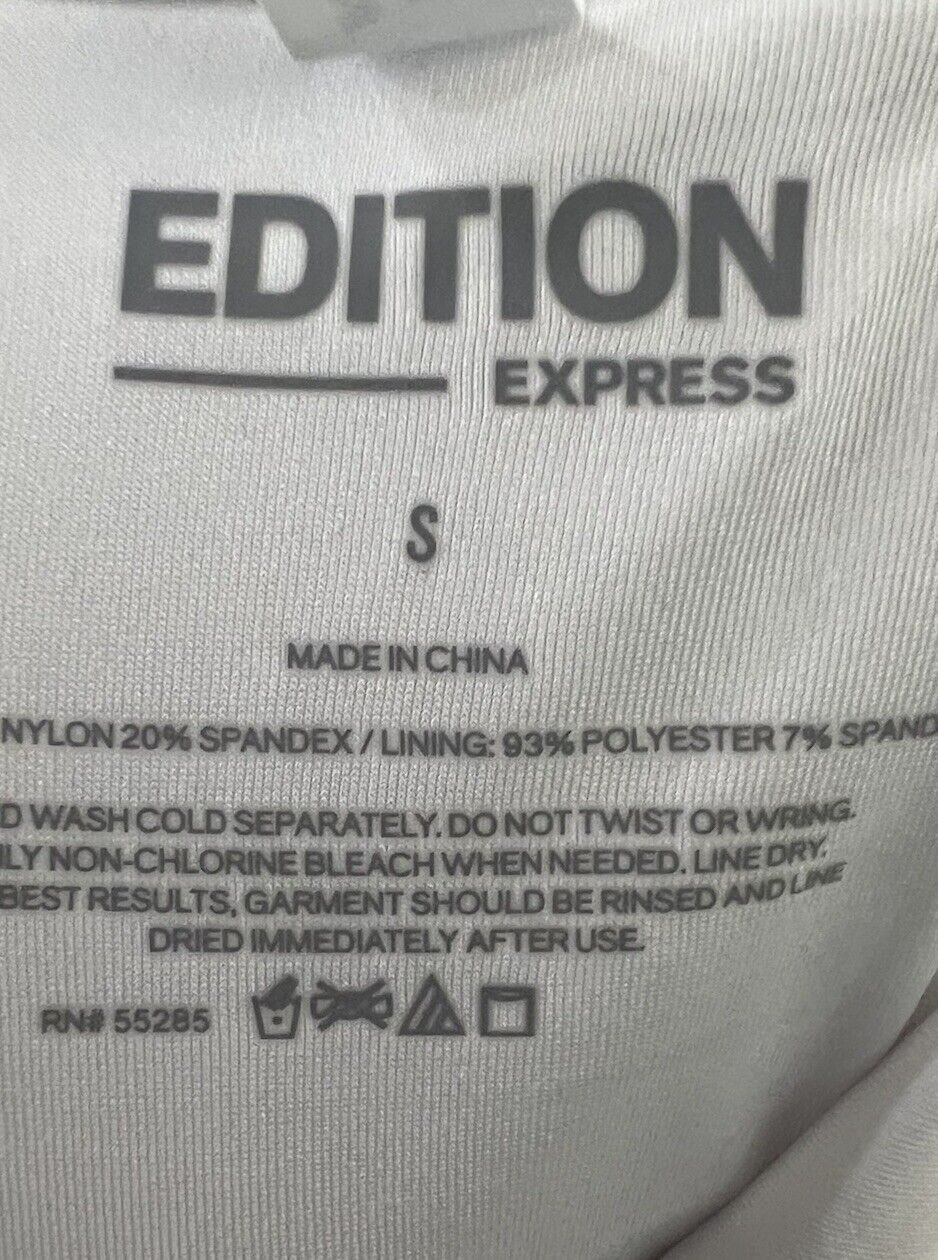 EDITION
EXPRESS
S
MADE IN CHINA
NYLON 20% SPANDEX / LINING: 93% POLYESTER 7% SPAND
D WASH COLD SEPARATELY. DO NOT TWIST OR WRING.
LY NON-CHLORINE BLEACH WHEN NEEDED. LINE DRY.
BEST RESULTS, GARMENT SHOULD BE RINSED AND LINE
DRIED IMMEDIATELY AFTER USE.
RN# 55285